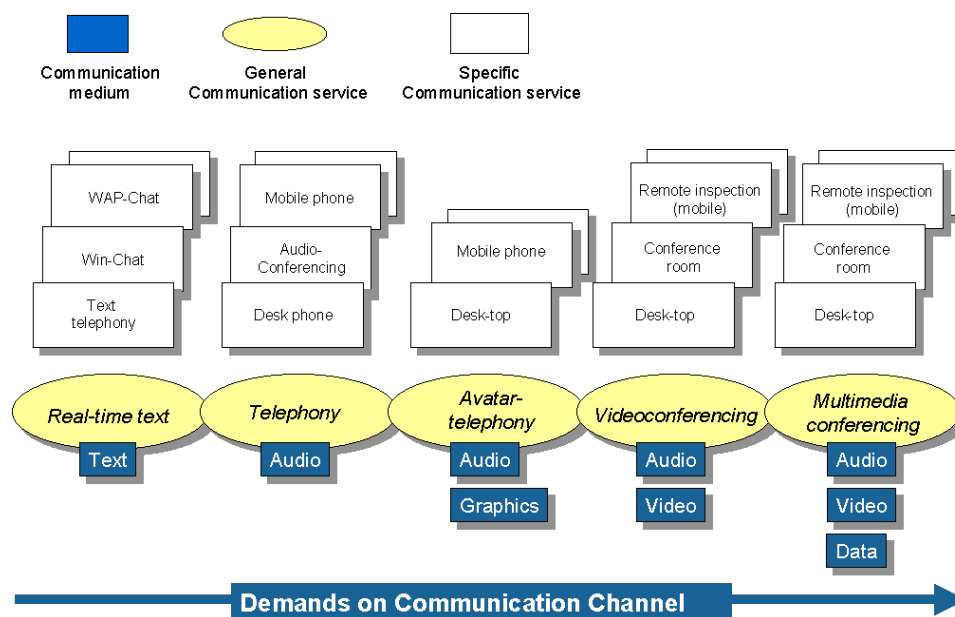 Communication
medium
General
Communication service
Specific
Communication service
WAP-Chat
Win-Chat
Text
telephony
Mobile phone
Audio-
Conferencing
Desk phone
Mobile phone
Desk-top
Remote inspection
(mobile)
Conference
room
Desk-top
Remote inspection
(mobile)
Conference
room
Desk-top
Real-time text
Telephony
Avatar-
telephony
Videoconferencing
Multimedia
conferencing
Text
Audio
Audio
Graphics
Audio
Video
Audio
Video
Data
Demands on Communication Channel